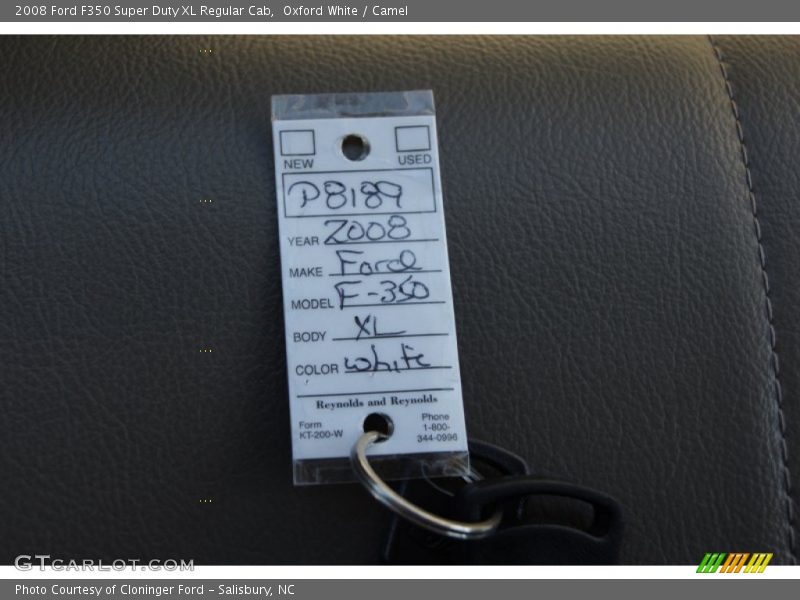 2008 Ford F350 Super Duty XL Regular Cab,  Oxford White / Camel
NEW USED
P8189
YEAR 2008
MAKE Ford
MODEL F-350
BODY XL
COLOR white
Reynolds and Reynolds
Form
KT-200-W
Phone
1-800-
344-0996
GTCARLOT.COM
Photo Courtesy of Cloninger Ford – Salisbury, NC